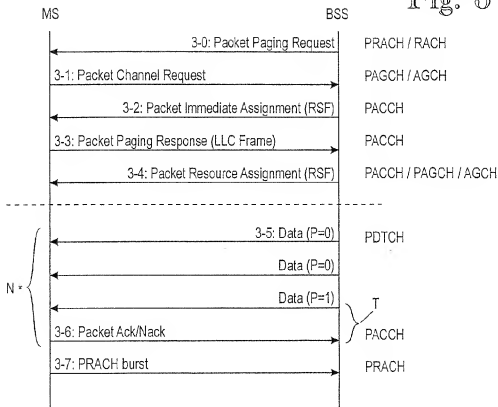 MS BSS
3-0: Packet Paging Request PRACH / RACH
3-1: Packet Channel Request PAGCH / AGCH
3-2: Packet Immediate Assignment (RSF) PACCH
3-3: Packet Paging Response (LLC Frame) PACCH
3-4: Packet Resource Assignment (RSF) PACCH / PAGCH / AGCH
3-5: Data (P=0) PDTCH
Data (P=0)
N *
Data (P=1)
T
3-6: Packet Ack/Nack PACCH
3-7: PRACH burst PRACH